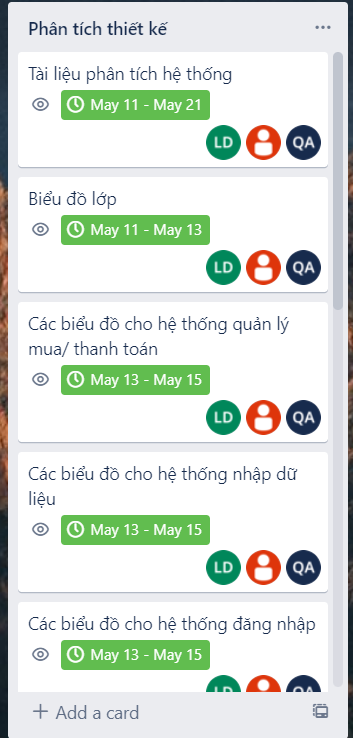 Phân tích thiết kế
Tài liệu phân tích hệ thống
May 11 - May 21
LD QA
Biểu đồ lớp
May 11 - May 13
LD QA
Các biểu đồ cho hệ thống quản lý
mua/ thanh toán
May 13 - May 15
LD QA
Các biểu đồ cho hệ thống nhập dữ
liệu
May 13 - May 15
LD QA
Các biểu đồ cho hệ thống đăng nhập
May 13 - May 15
LD QA
+ Add a card